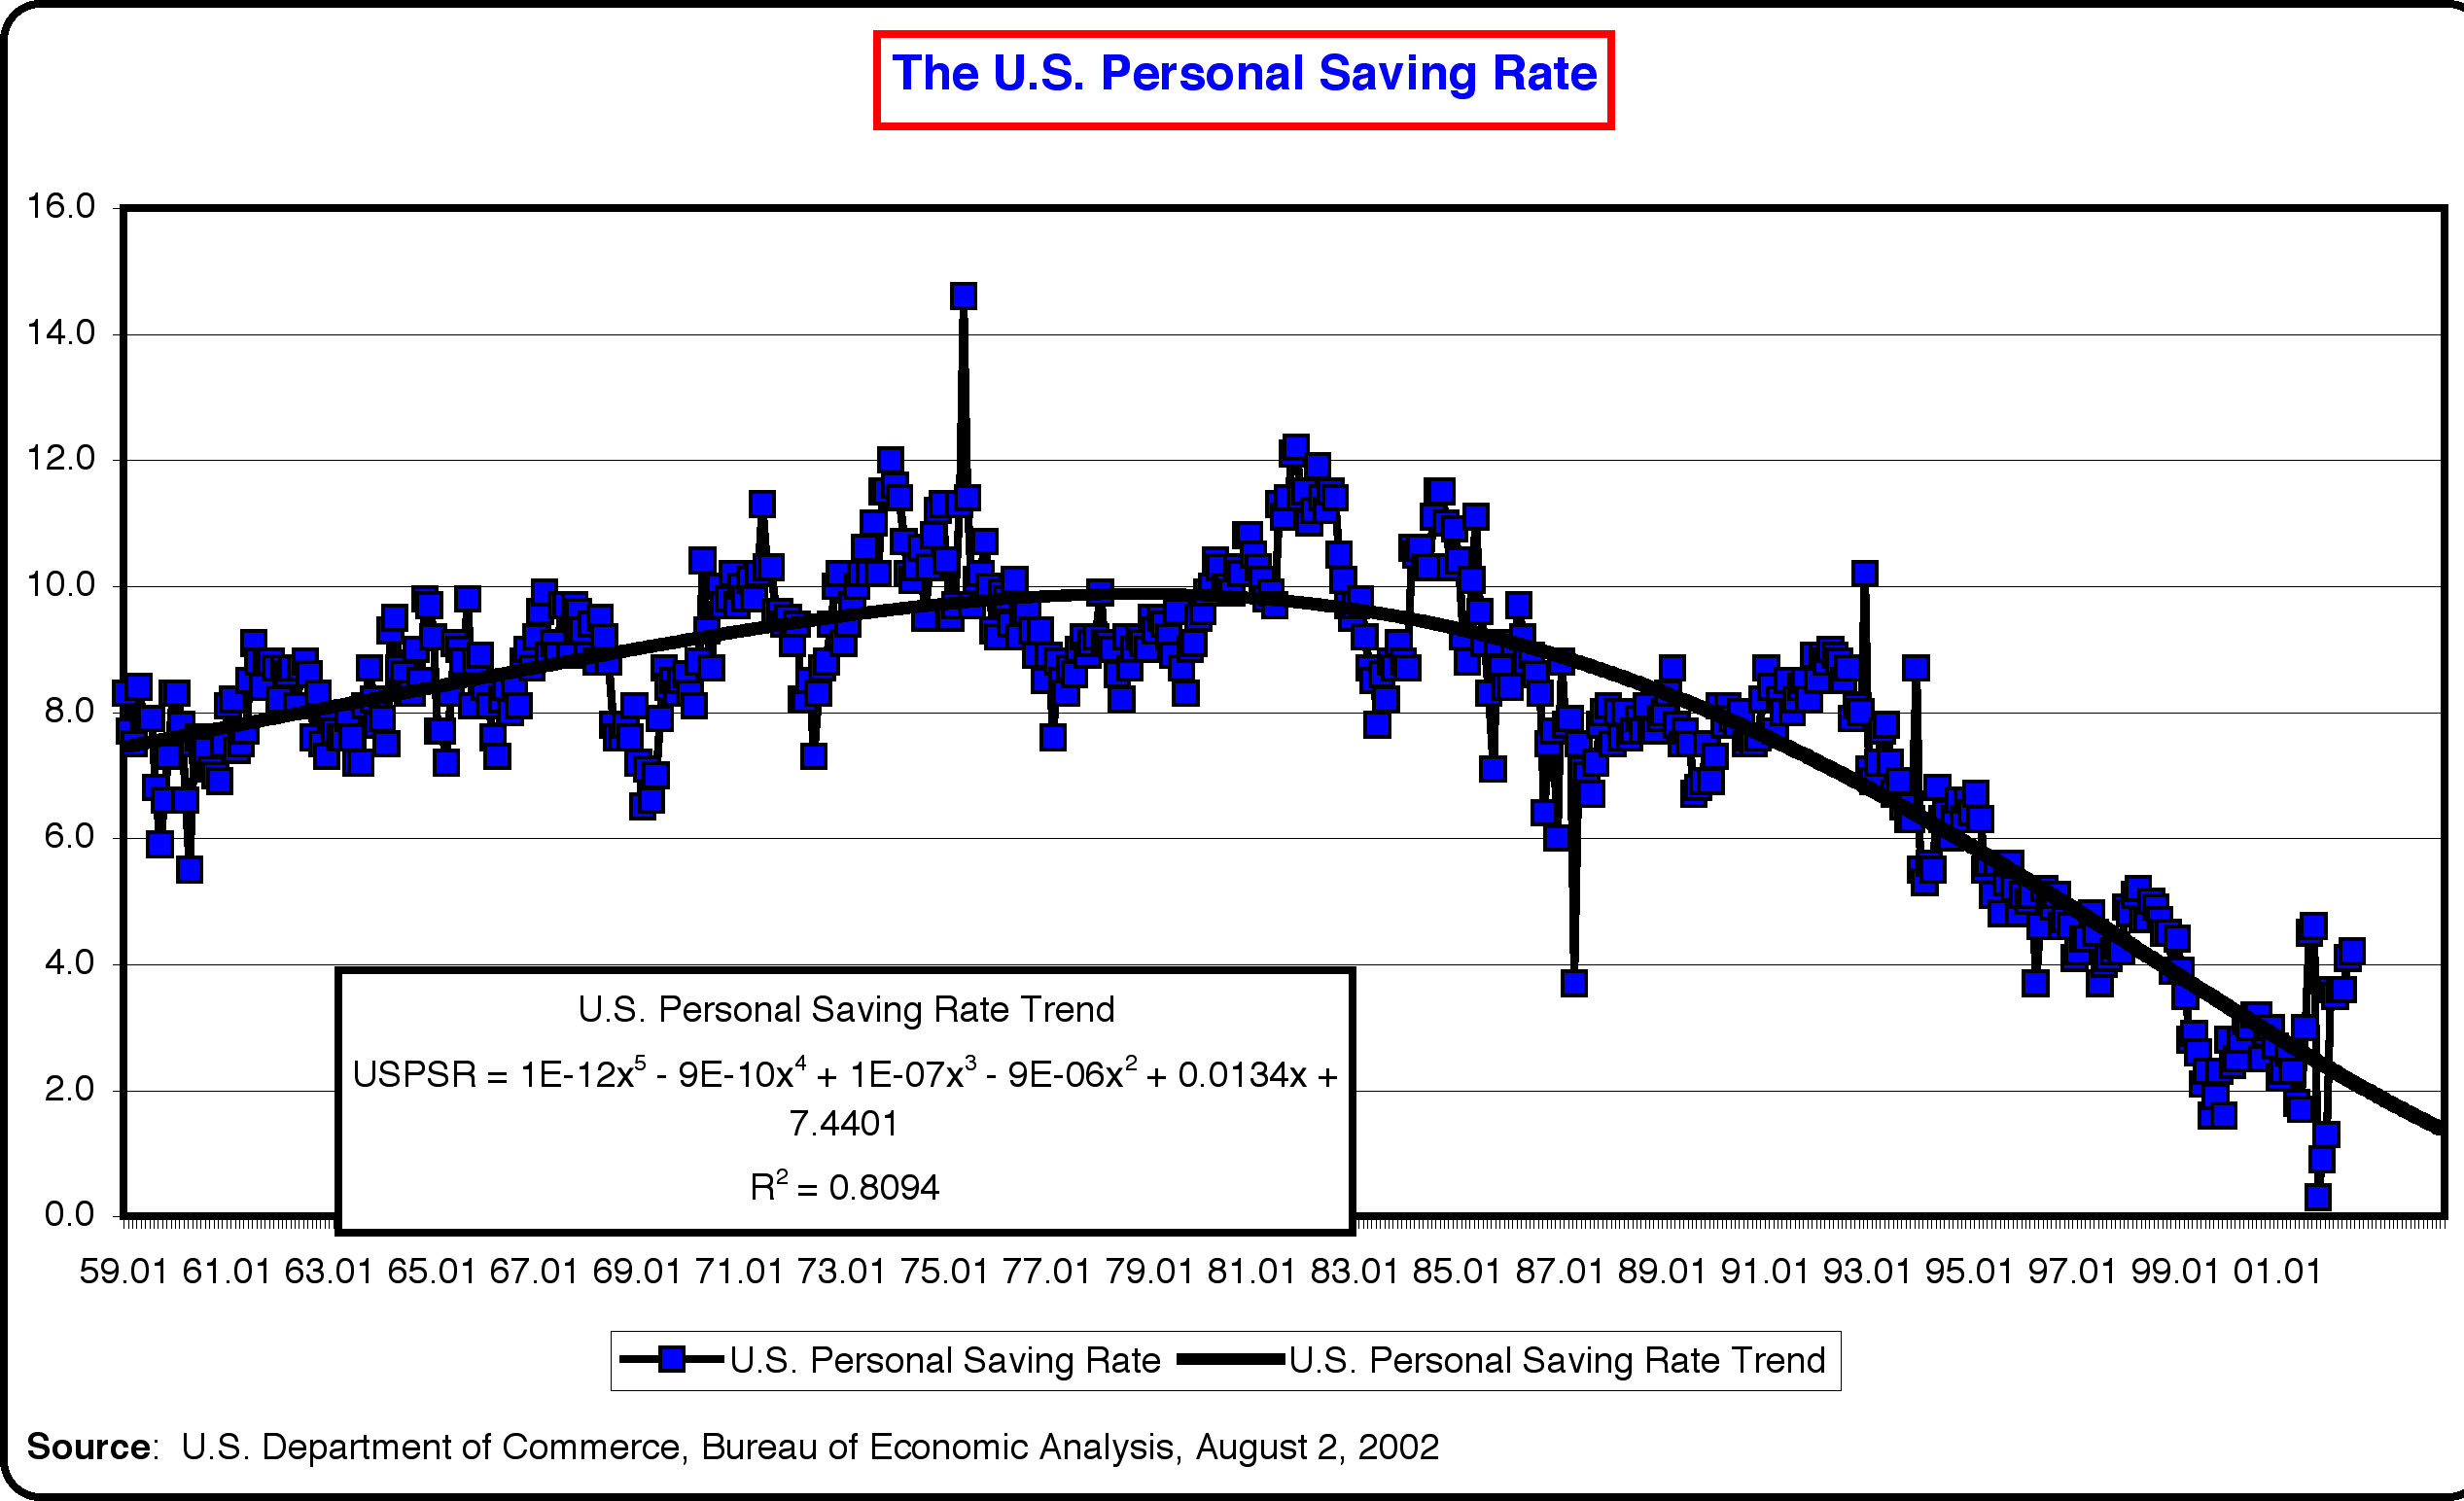 The U.S. Personal Saving Rate
16.0
14.0
12.0
10.0
8.0
6.0
4.0
2.0
0.0
U.S. Personal Saving Rate Trend
USPSR = 1E-12x⁵ - 9E-10x⁴ + 1E-07x³ - 9E-06x² + 0.0134x +
7.4401
R² = 0.8094
59.01 61.01 63.01 65.01 67.01 69.01 71.01 73.01 75.01 77.01 79.01 81.01 83.01 85.01 87.01 89.01 91.01 93.01 95.01 97.01 99.01 01.01
U.S. Personal Saving Rate U.S. Personal Saving Rate Trend
Source: U.S. Department of Commerce, Bureau of Economic Analysis, August 2, 2002